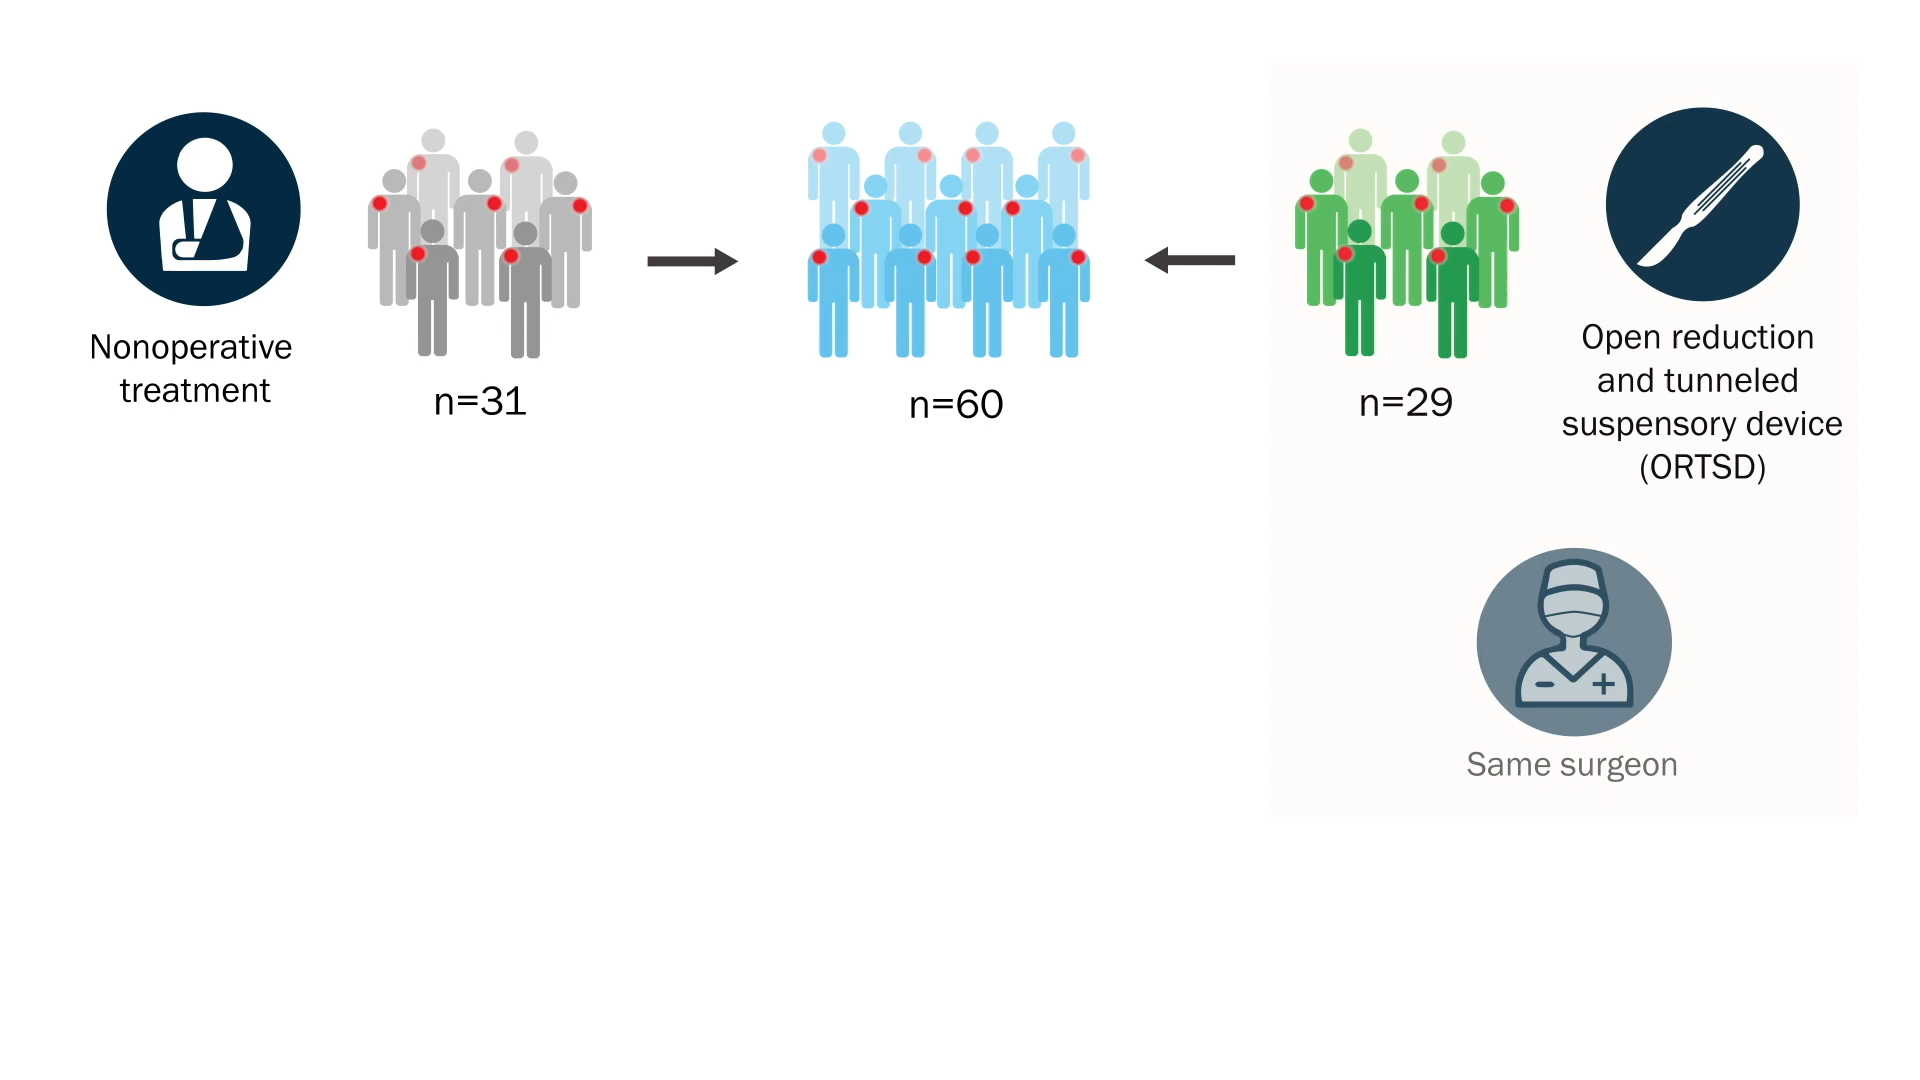 Nonoperative
treatment
n=31
n=60
n=29
Open reduction
and tunneled
suspensory device
(ORTSD)
Same surgeon